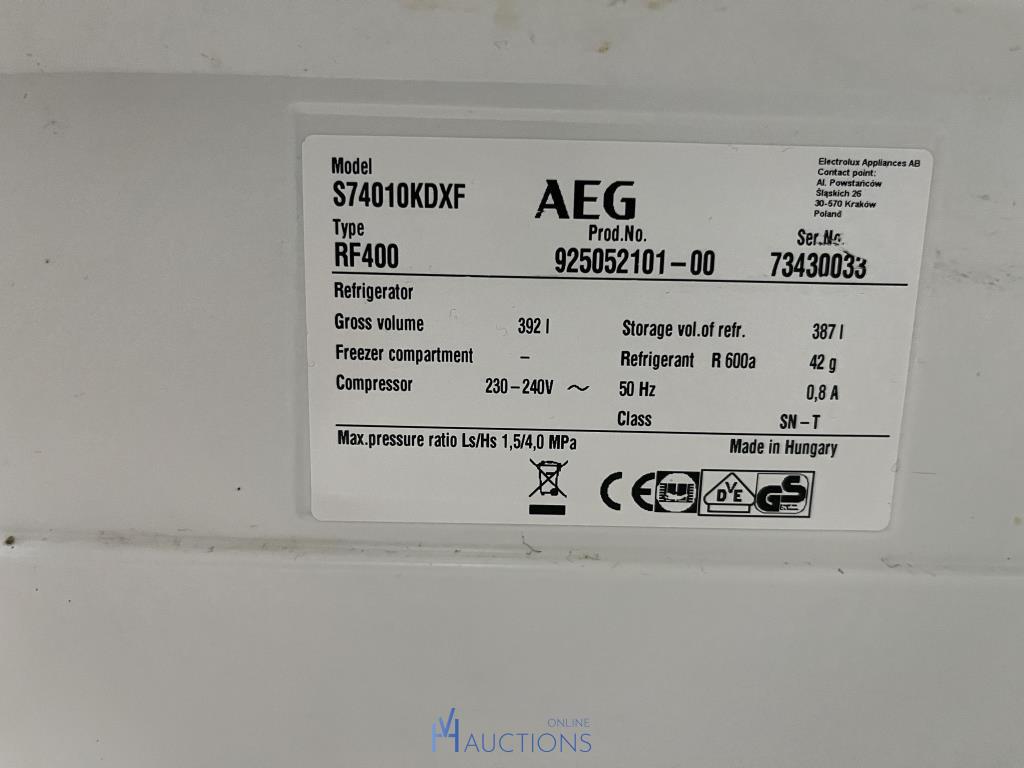 Model
S74010KDXF
AEG
Electrolux Appliances AB
Contact point:
Al. Powstańców
Śląskich 26
30-570 Kraków
Poland
Type
RF400
Prod.No.
925052101-00
Ser.No.
73430033
Refrigerator
Gross volume 392 l Storage vol.of refr. 387 l
Freezer compartment - Refrigerant R 600a 42 g
Compressor 230-240V ~ 50 Hz 0,8 A
Class SN-T
Max.pressure ratio Ls/Hs 1,5/4,0 MPa Made in Hungary
CE DVE GS
VH ONLINE
AUCTIONS